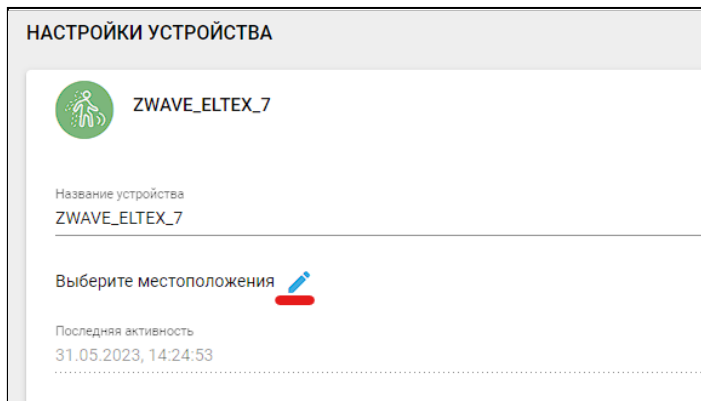 НАСТРОЙКИ УСТРОЙСТВА
ZWAVE_ELTEX_7
Название устройства
ZWAVE_ELTEX_7
Выберите местоположения
Последняя активность
31.05.2023, 14:24:53